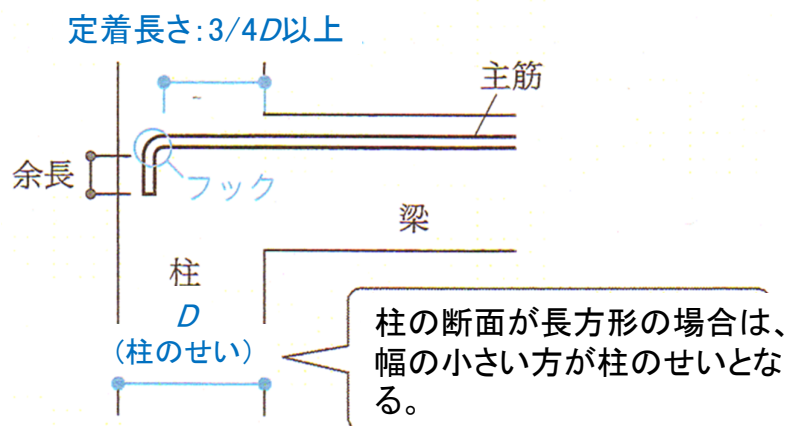 定着長さ:3/4D以上
主筋
余長
フック
梁
柱
D
（柱のせい）
柱の断面が長方形の場合は、
幅の小さい方が柱のせいとな
る。